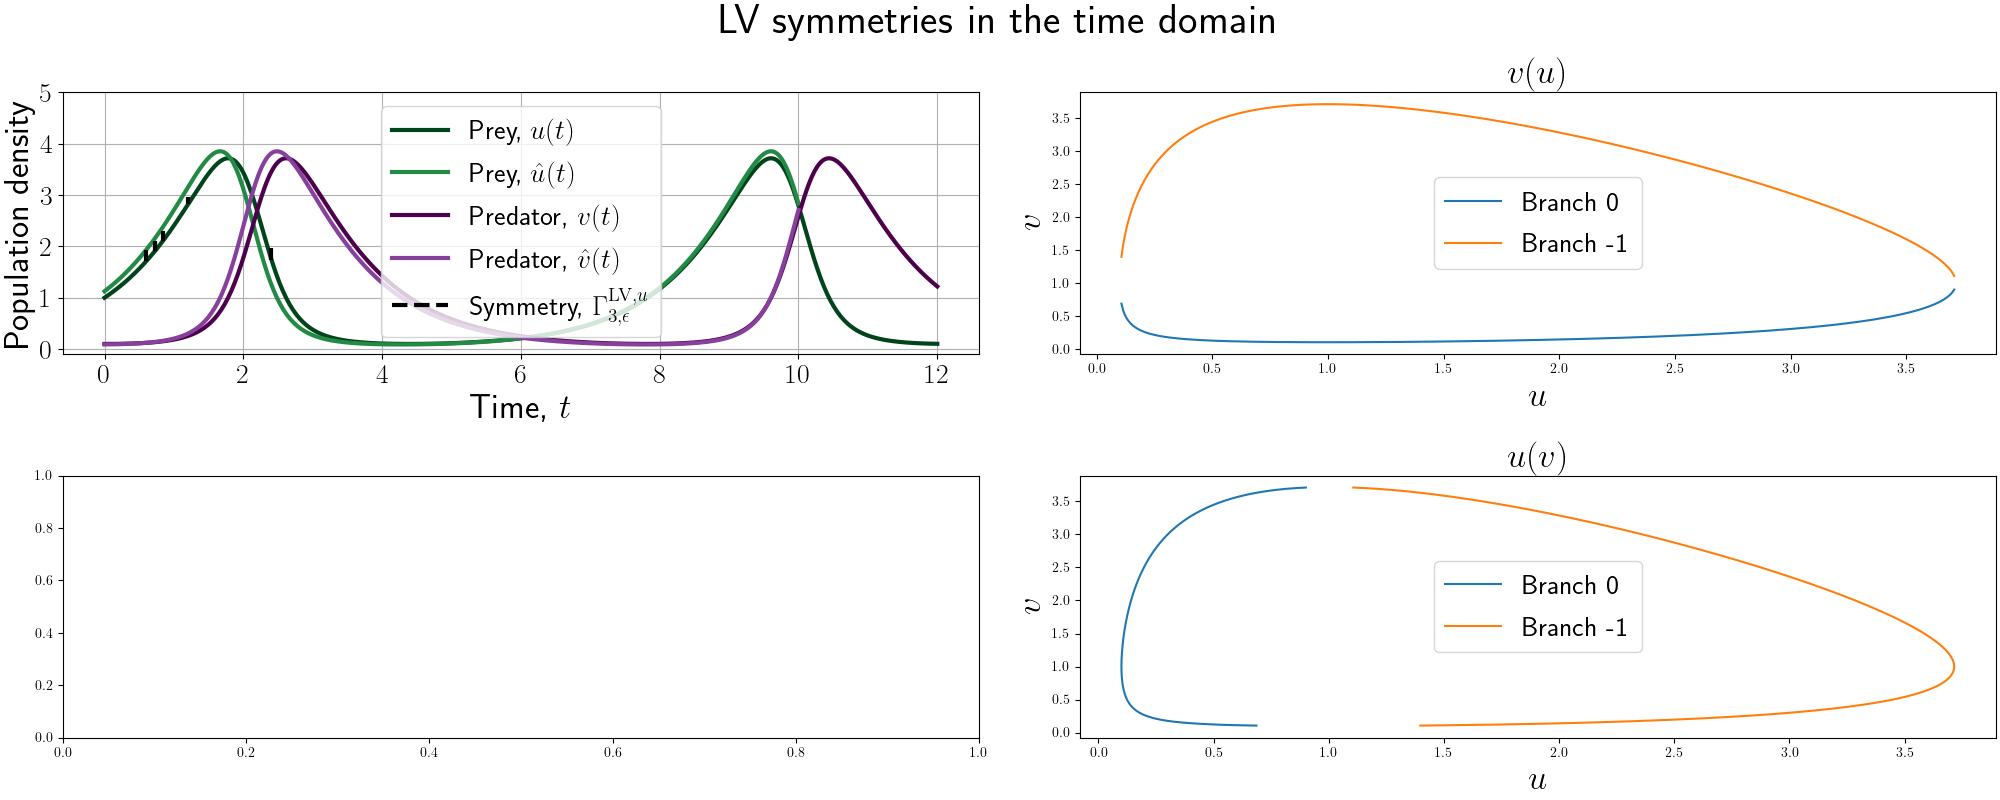 LV symmetries in the time domain
Population density
5
4
3
2
1
0
0 2 4 6 8 10 12
Time, t
Prey, u(t)
Prey, û(t)
Predator, v(t)
Predator, v̂(t)
Symmetry, Γ_{3,ϵ}^{LV,u}
v(u)
v
3.5
3.0
2.5
2.0
1.5
1.0
0.5
0.0
0.0 0.5 1.0 1.5 2.0 2.5 3.0 3.5
u
Branch 0
Branch -1
1.0
0.8
0.6
0.4
0.2
0.0
0.0 0.2 0.4 0.6 0.8 1.0
u(v)
v
3.5
3.0
2.5
2.0
1.5
1.0
0.5
0.0
0.0 0.5 1.0 1.5 2.0 2.5 3.0 3.5
u
Branch 0
Branch -1